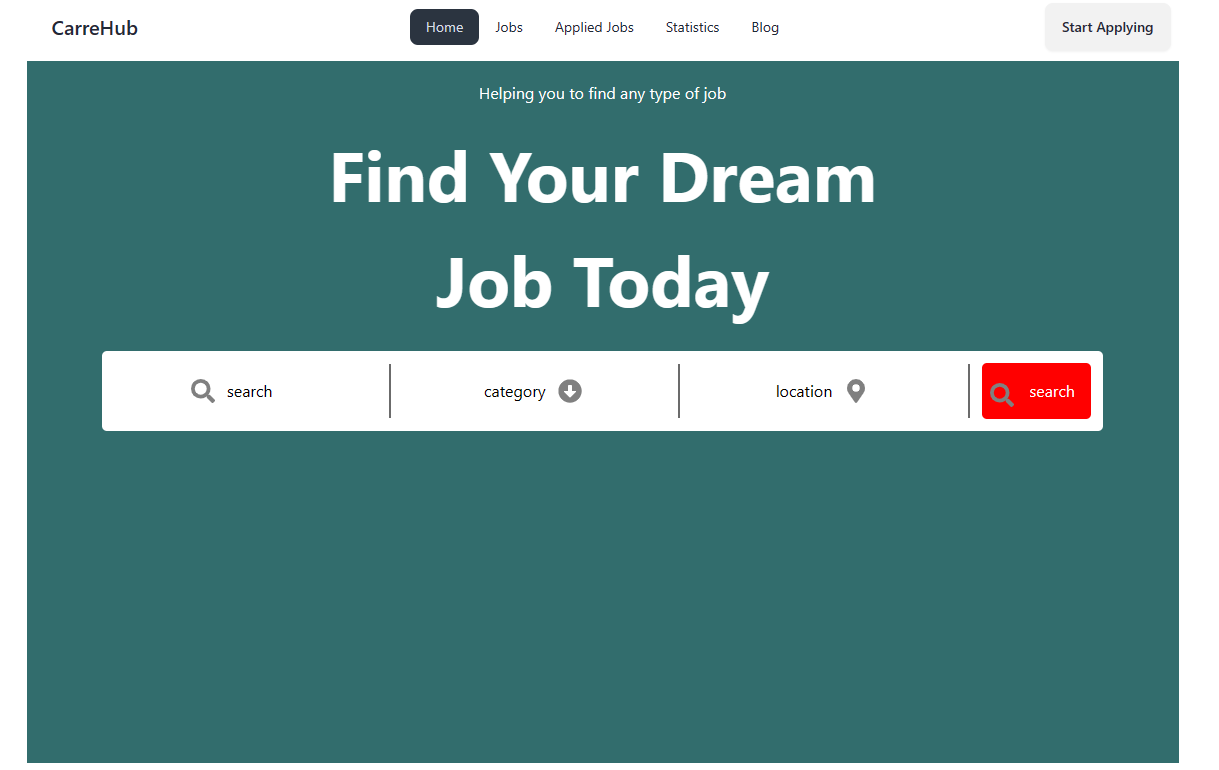 CarreHub
Home Jobs Applied Jobs Statistics Blog
Start Applying
Helping you to find any type of job
Find Your Dream
Job Today
search
category
location
search